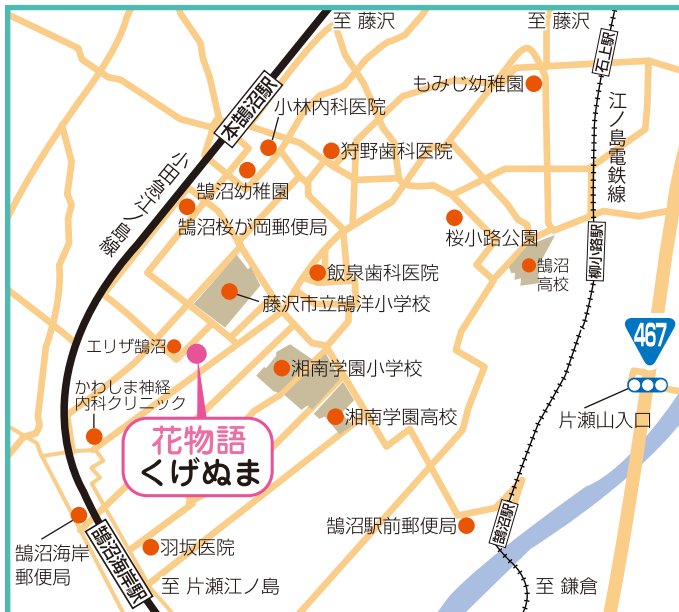 至 藤沢
至 藤沢
石上駅
もみじ幼稚園
本鵠沼駅
小林内科医院
江ノ島電鉄線
狩野歯科医院
小田急江ノ島線
鵠沼幼稚園
鵠沼桜が岡郵便局
桜小路公園
柳小路駅
飯泉歯科医院
鵠沼
高校
藤沢市立鵠洋小学校
467
エリザ鵠沼
湘南学園小学校
かわしま神経
内科クリニック
片瀬山入口
湘南学園高校
花物語
くげぬま
鵠沼駅前郵便局
鵠沼駅
鵠沼海岸
郵便局
羽坂医院
鵠沼海岸駅
至 片瀬江ノ島
至 鎌倉